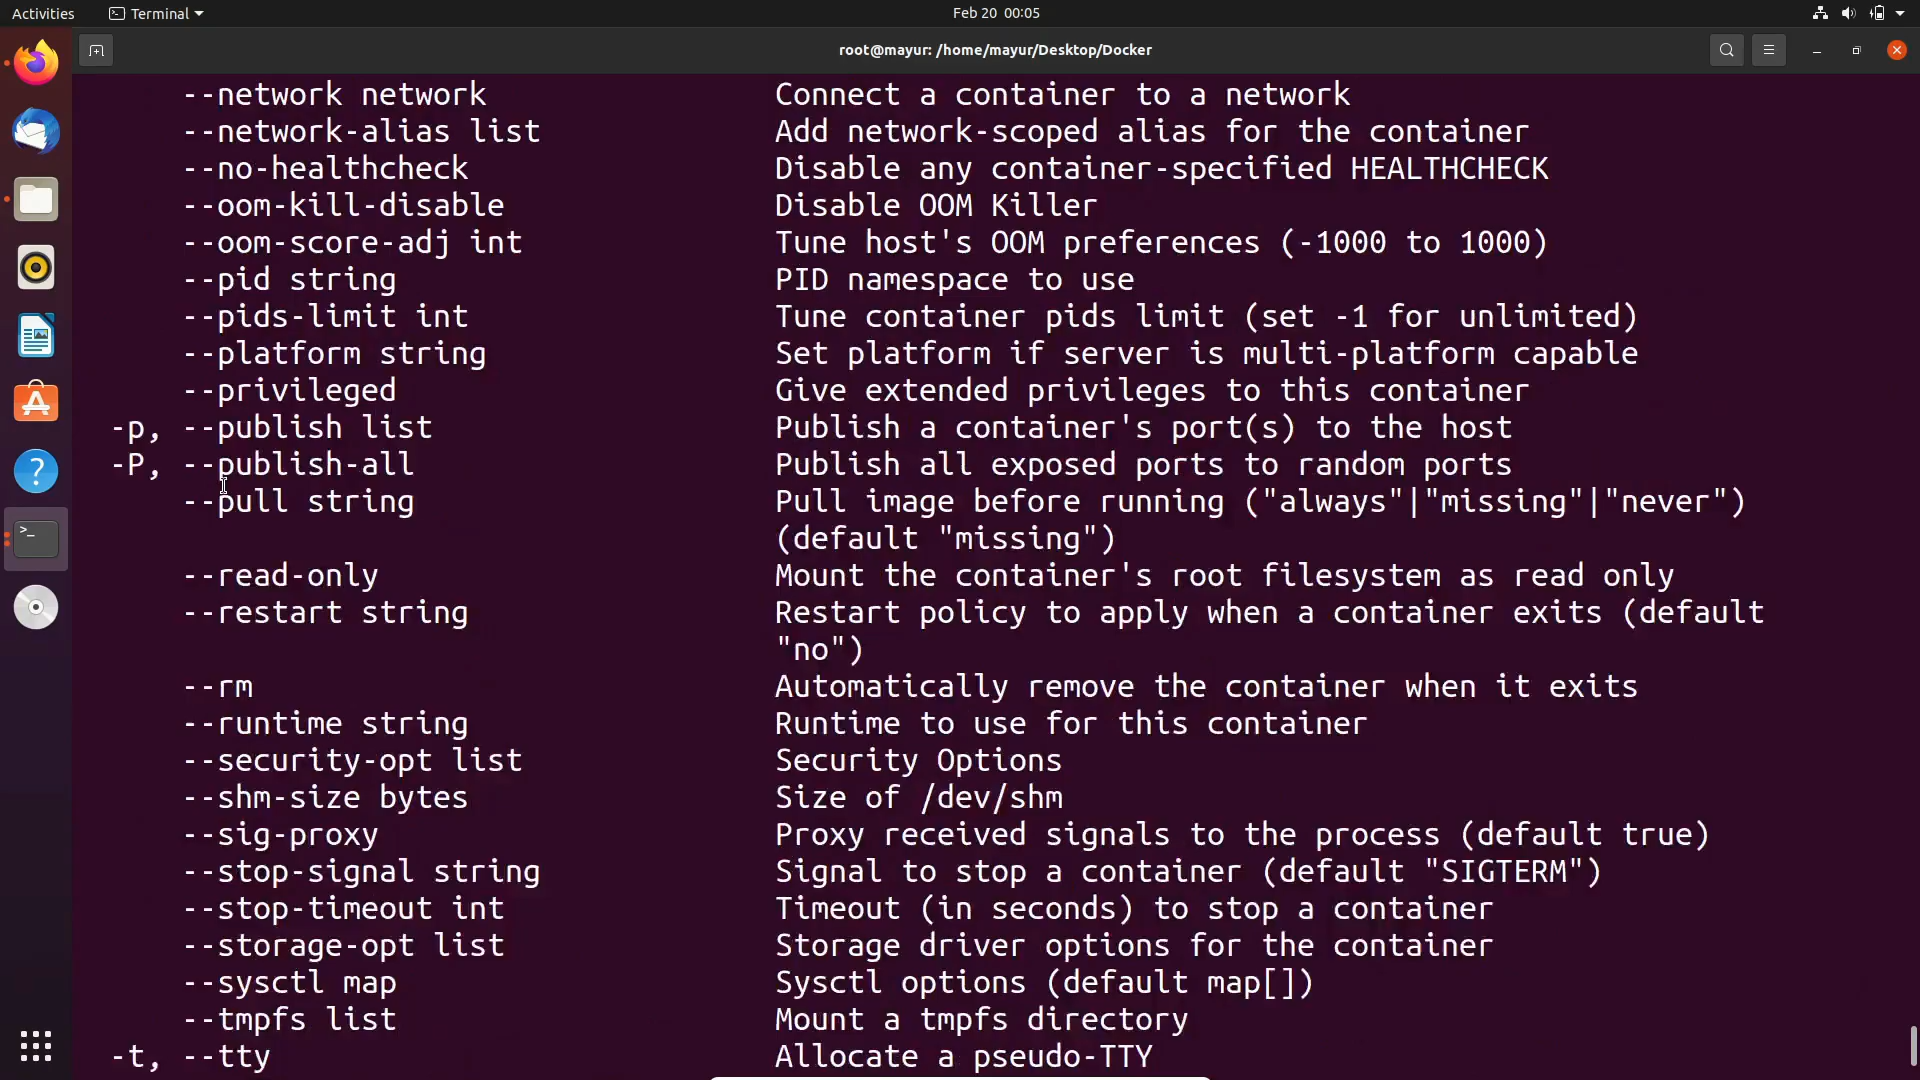 Activities
Terminal
Feb 20 00:05
root@mayur: /home/mayur/Desktop/Docker
--network network Connect a container to a network
--network-alias list Add network-scoped alias for the container
--no-healthcheck Disable any container-specified HEALTHCHECK
--oom-kill-disable Disable OOM Killer
--oom-score-adj int Tune host's OOM preferences (-1000 to 1000)
--pid string PID namespace to use
--pids-limit int Tune container pids limit (set -1 for unlimited)
--platform string Set platform if server is multi-platform capable
--privileged Give extended privileges to this container
-p, --publish list Publish a container's port(s) to the host
-P, --publish-all Publish all exposed ports to random ports
--pull string Pull image before running ("always"|"missing"|"never")
(default "missing")
--read-only Mount the container's root filesystem as read only
--restart string Restart policy to apply when a container exits (default
"no")
--rm Automatically remove the container when it exits
--runtime string Runtime to use for this container
--security-opt list Security Options
--shm-size bytes Size of /dev/shm
--sig-proxy Proxy received signals to the process (default true)
--stop-signal string Signal to stop a container (default "SIGTERM")
--stop-timeout int Timeout (in seconds) to stop a container
--storage-opt list Storage driver options for the container
--sysctl map Sysctl options (default map[])
--tmpfs list Mount a tmpfs directory
-t, --tty Allocate a pseudo-TTY